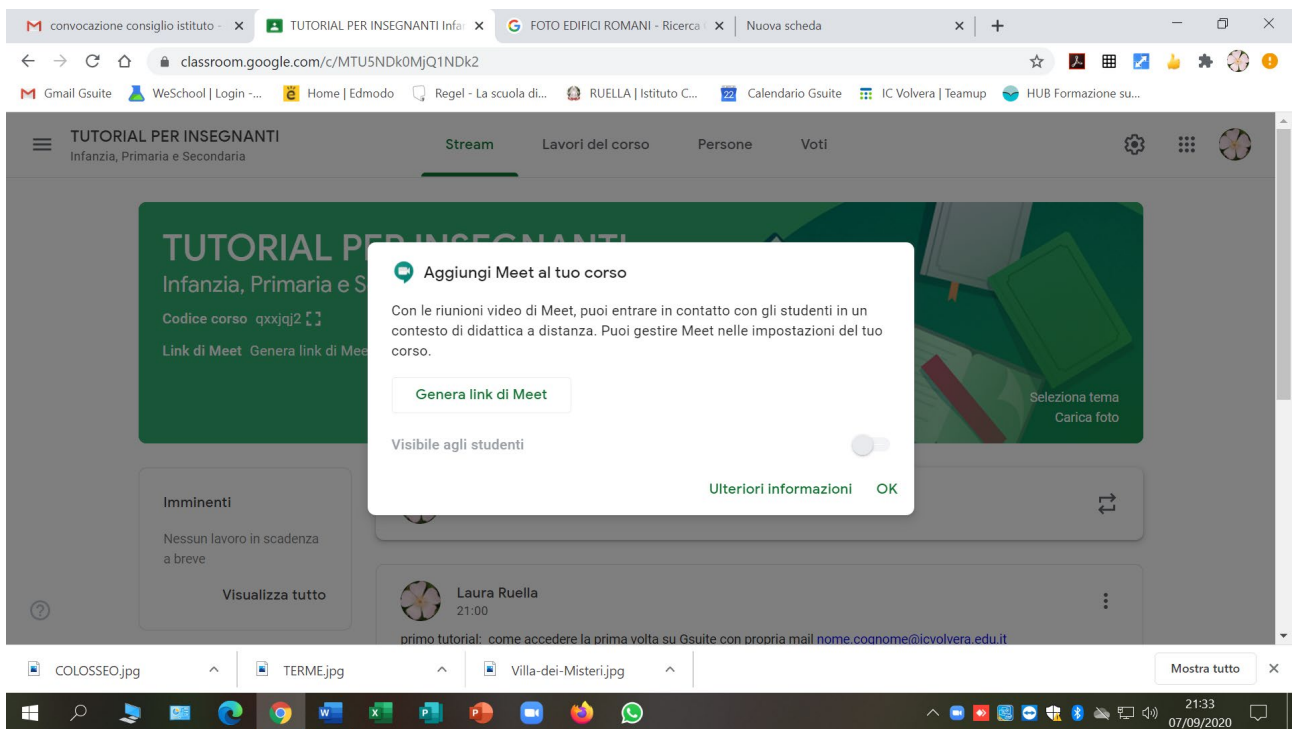 convocazione consiglio istituto -
TUTORIAL PER INSEGNANTI Infa
FOTO EDIFICI ROMANI - Ricerca
Nuova scheda
classroom.google.com/c/MTU5NDk0MjQ1NDk2
Gmail Gsuite
WeSchool | Login -...
Home | Edmodo
Regel - La scuola di...
RUELLA | Istituto C...
Calendario Gsuite
IC Volvera | Teamup
HUB Formazione su...
TUTORIAL PER INSEGNANTI
Infanzia, Primaria e Secondaria
Stream Lavori del corso Persone Voti
TUTORIAL PER INSEGNANTI
Infanzia, Primaria e S
Codice corso qxxjqj2
Link di Meet Genera link di Mee
Seleziona tema
Carica foto
Aggiungi Meet al tuo corso
Con le riunioni video di Meet, puoi entrare in contatto con gli studenti in un
contesto di didattica a distanza. Puoi gestire Meet nelle impostazioni del tuo
corso.
Genera link di Meet
Visibile agli studenti
Ulteriori informazioni OK
Imminenti
Nessun lavoro in scadenza
a breve
Visualizza tutto
Laura Ruella
21:00
primo tutorial: come accedere la prima volta su Gsuite con propria mail nome.cognome@icvolvera.edu.it
COLOSSEO.jpg
TERME.jpg
Villa-dei-Misteri.jpg
Mostra tutto
21:33
07/09/2020